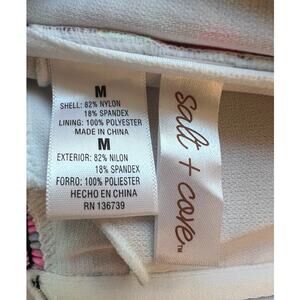 M
SHELL: 82% NYLON
18% SPANDEX
LINING: 100% POLYESTER
MADE IN CHINA
M
EXTERIOR: 82% NILON
18% SPANDEX
FORRO: 100% POLIESTER
HECHO EN CHINA
RN 136739
salt + cove™